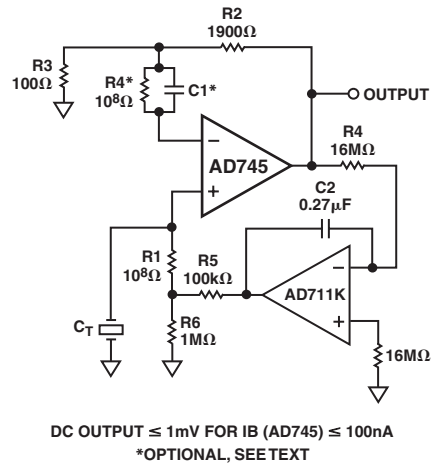 R2
1900Ω
R3
100Ω
R4*
10⁸Ω
C1*
OUTPUT
−
AD745
+
R4
16MΩ
C2
0.27µF
R1
10⁸Ω
R5
100kΩ
−
AD711K
+
CT
R6
1MΩ
16MΩ
DC OUTPUT ≤ 1mV FOR IB (AD745) ≤ 100nA
*OPTIONAL, SEE TEXT